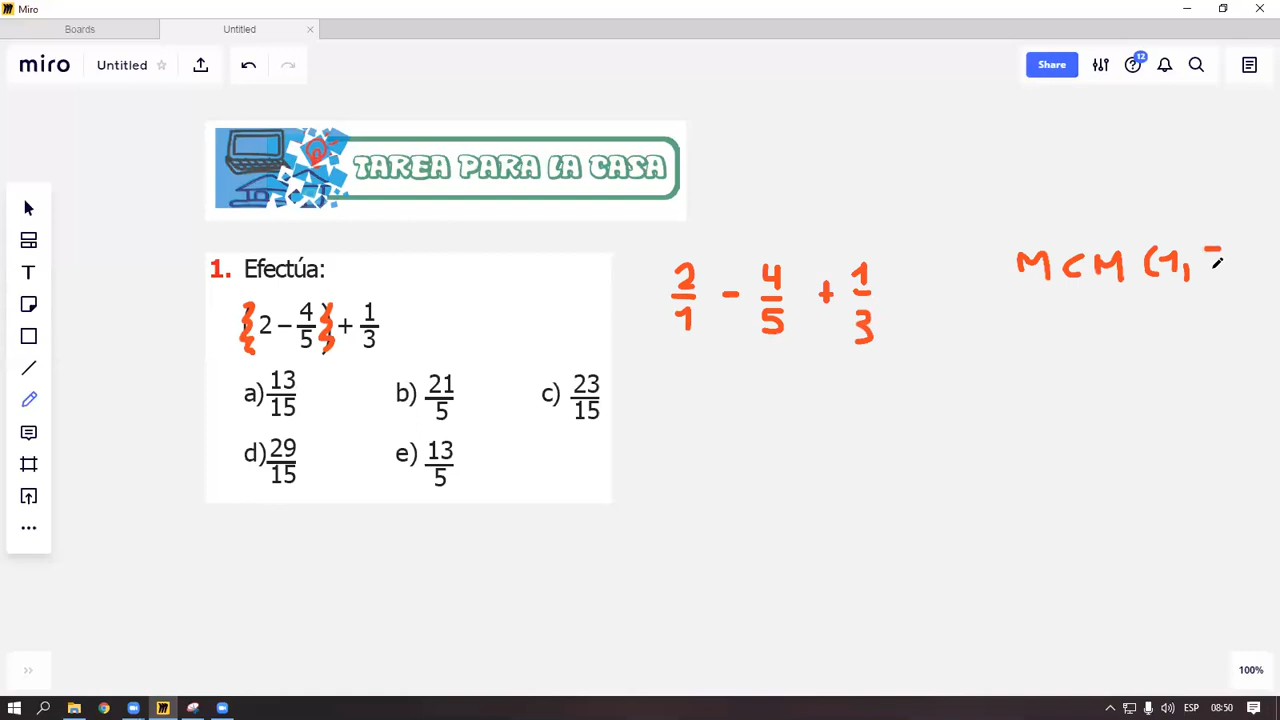 Miro
Boards
Untitled
miro
Untitled
Share
12
TAREA PARA LA CASA
1. Efectúa:
(2 − 4/5) + 1/3
a) 13/15 b) 21/5 c) 23/15
d) 29/15 e) 13/5
2/1 - 4/5 + 1/3
MCM (1,
100%
ESP 08:50